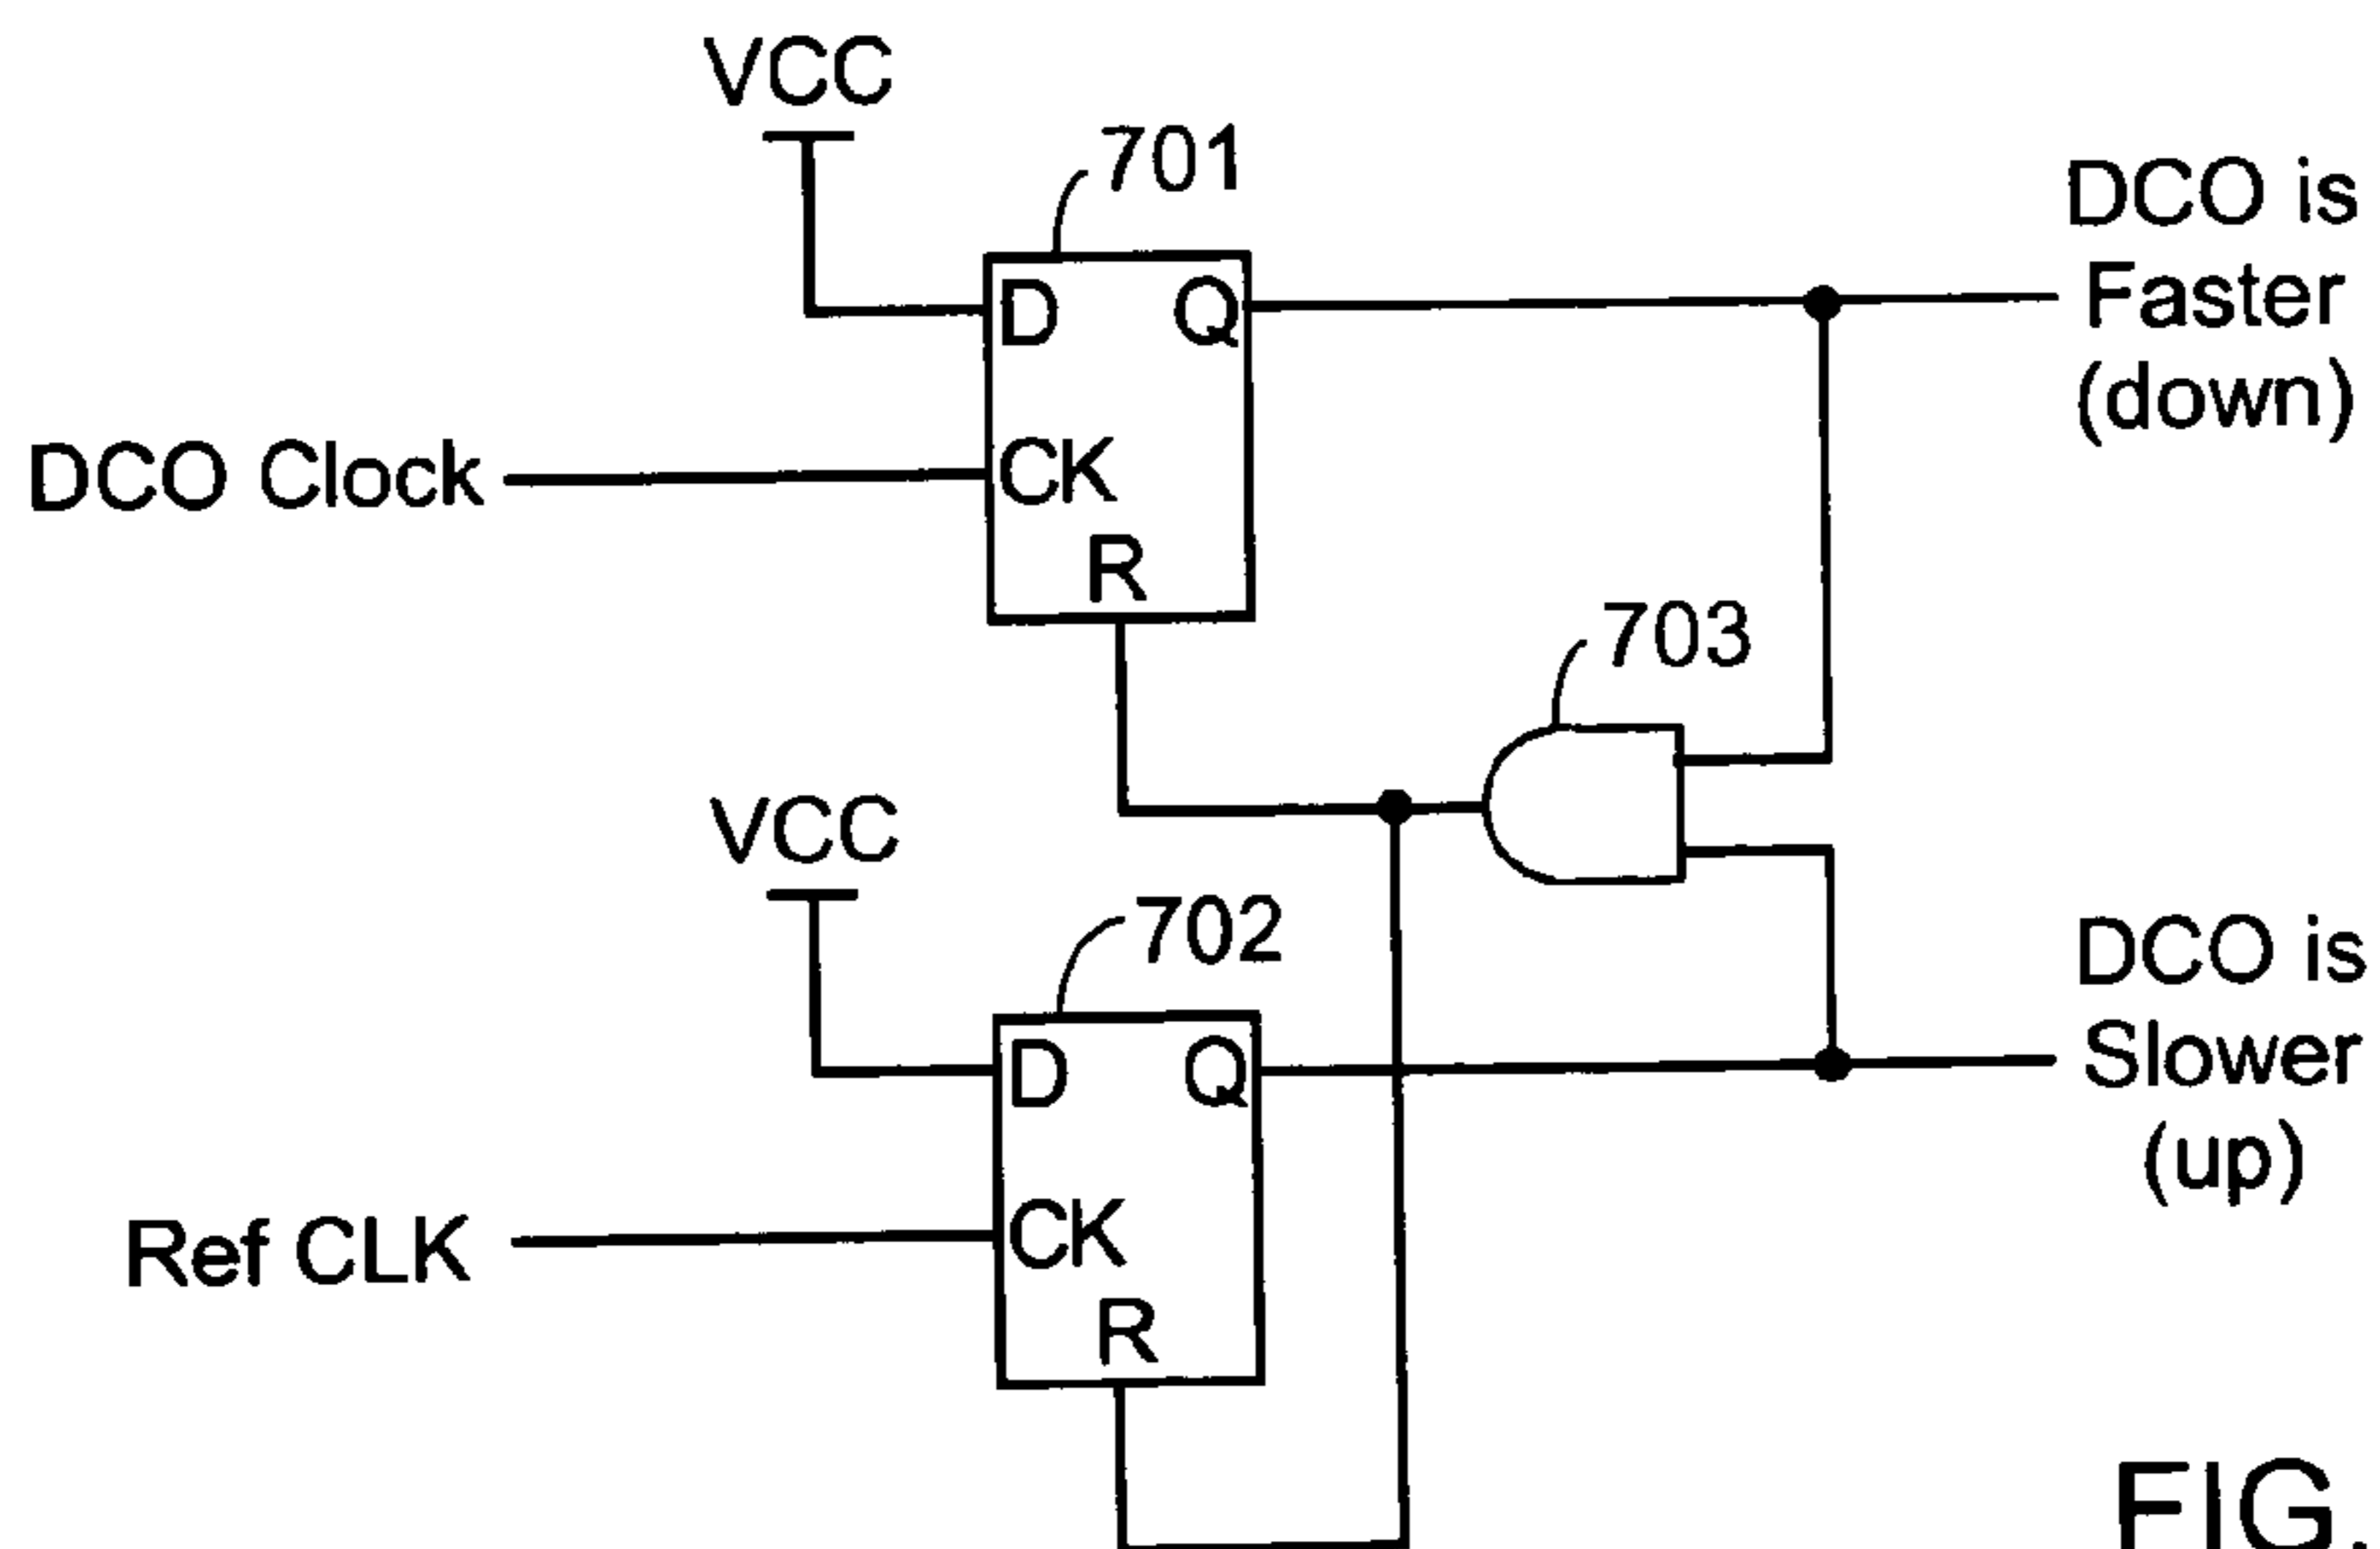 VCC
701
D
Q
DCO is
Faster
(down)
DCO Clock
CK
R
703
VCC
702
D
Q
DCO is
Slower
(up)
Ref CLK
CK
R
FIG.